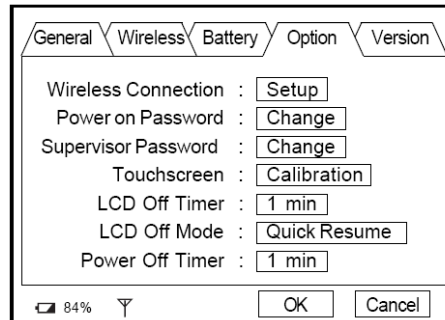 General Wireless Battery Option Version
Wireless Connection : Setup
Power on Password : Change
Supervisor Password : Change
Touchscreen : Calibration
LCD Off Timer : 1 min
LCD Off Mode : Quick Resume
Power Off Timer : 1 min
84% OK Cancel